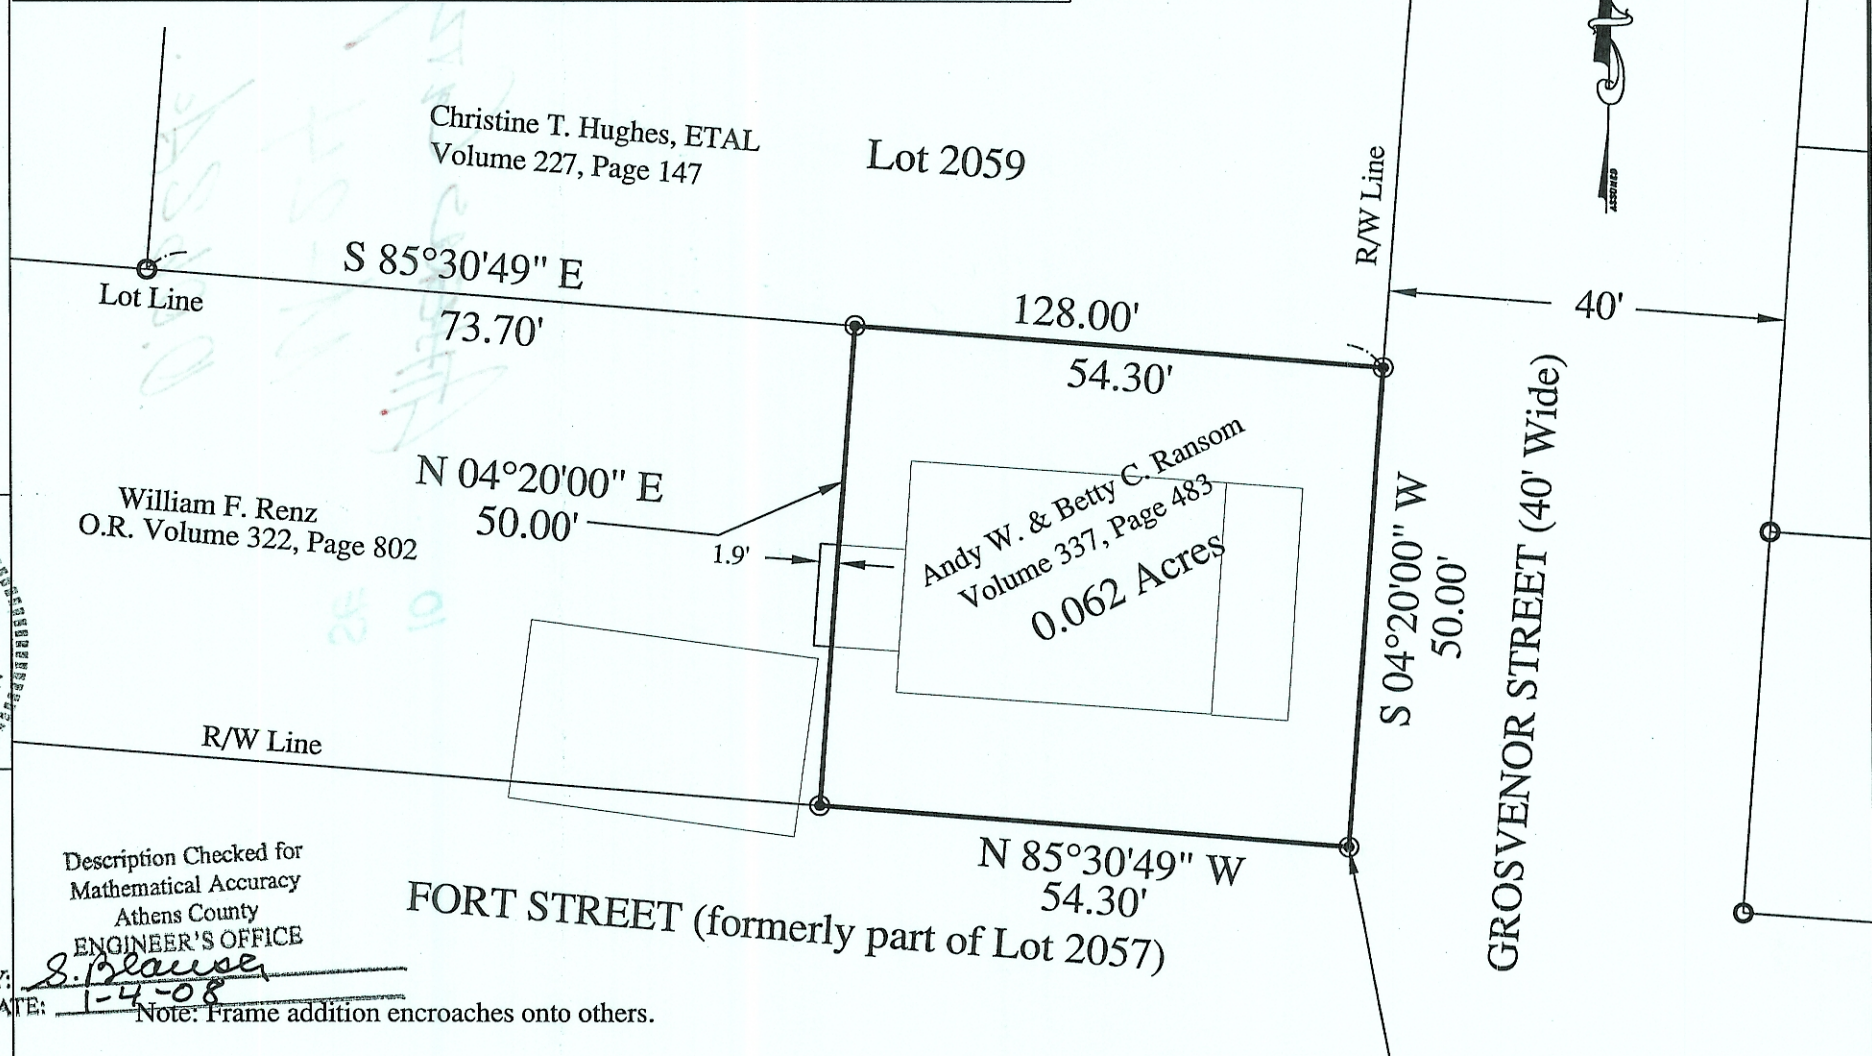 Christine T. Hughes, ETAL
Volume 227, Page 147
Lot 2059
R/W Line
ASSUMED
S 85°30'49" E
73.70'
Lot Line
128.00'
54.30'
40'
N 04°20'00" E
50.00'
1.9'
William F. Renz
O.R. Volume 322, Page 802
Andy W. & Betty C. Ransom
Volume 337, Page 483
0.062 Acres
S 04°20'00" W
50.00'
GROSVENOR STREET (40' Wide)
R/W Line
N 85°30'49" W
54.30'
FORT STREET (formerly part of Lot 2057)
Description Checked for
Mathematical Accuracy
Athens County
ENGINEER'S OFFICE
S. Blauser
1-4-08
Note: Frame addition encroaches onto others.